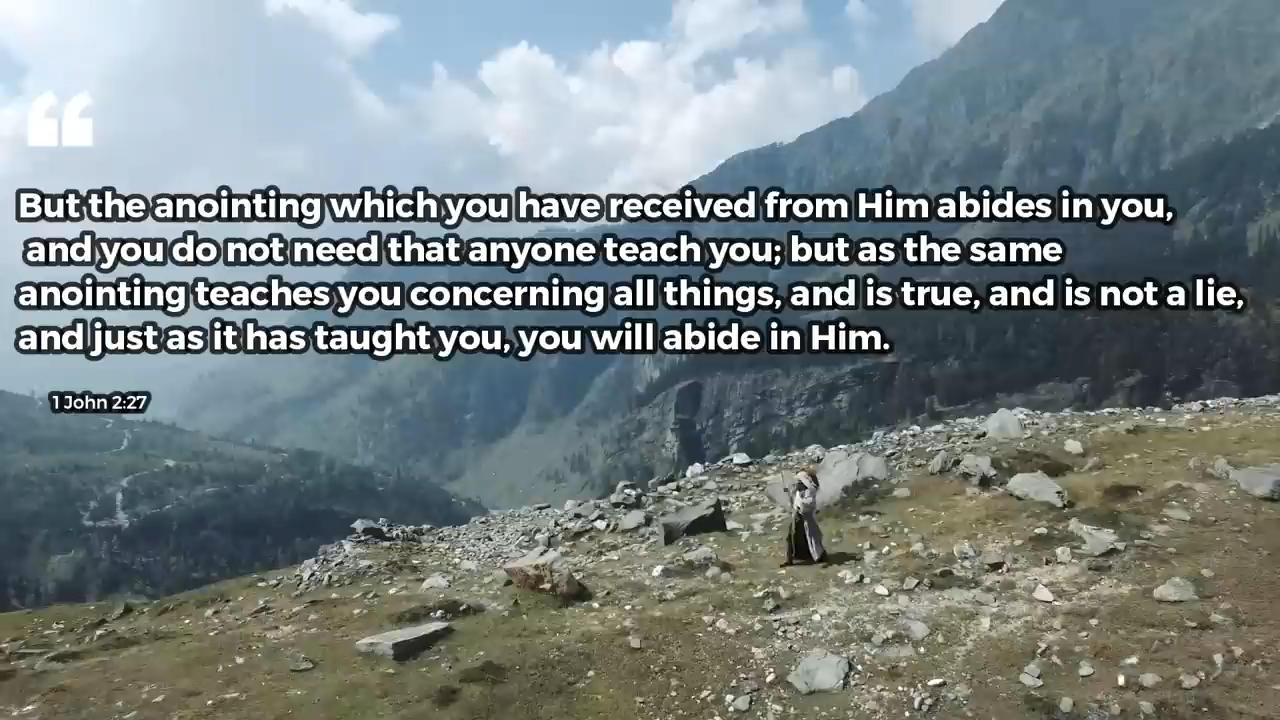 “
But the anointing which you have received from Him abides in you,
and you do not need that anyone teach you; but as the same
anointing teaches you concerning all things, and is true, and is not a lie,
and just as it has taught you, you will abide in Him.
1 John 2:27